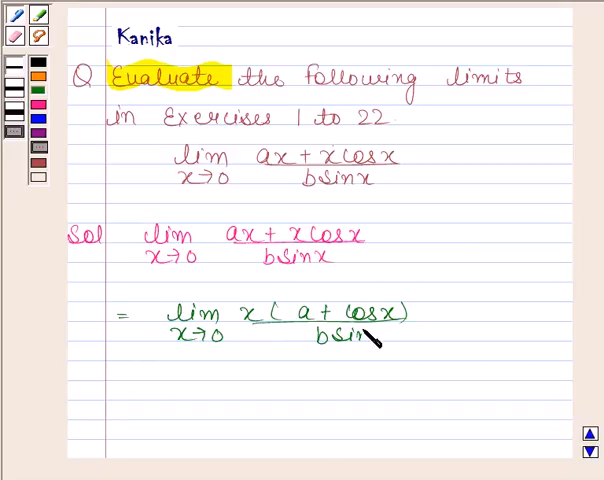 Kanika
Q Evaluate the following limits
in Exercises 1 to 22.
lim ax + x cos x
x→0 b sin x
Sol lim ax + x cos x
x→0 b sin x
= lim x ( a + cos x )
x→0 b sin